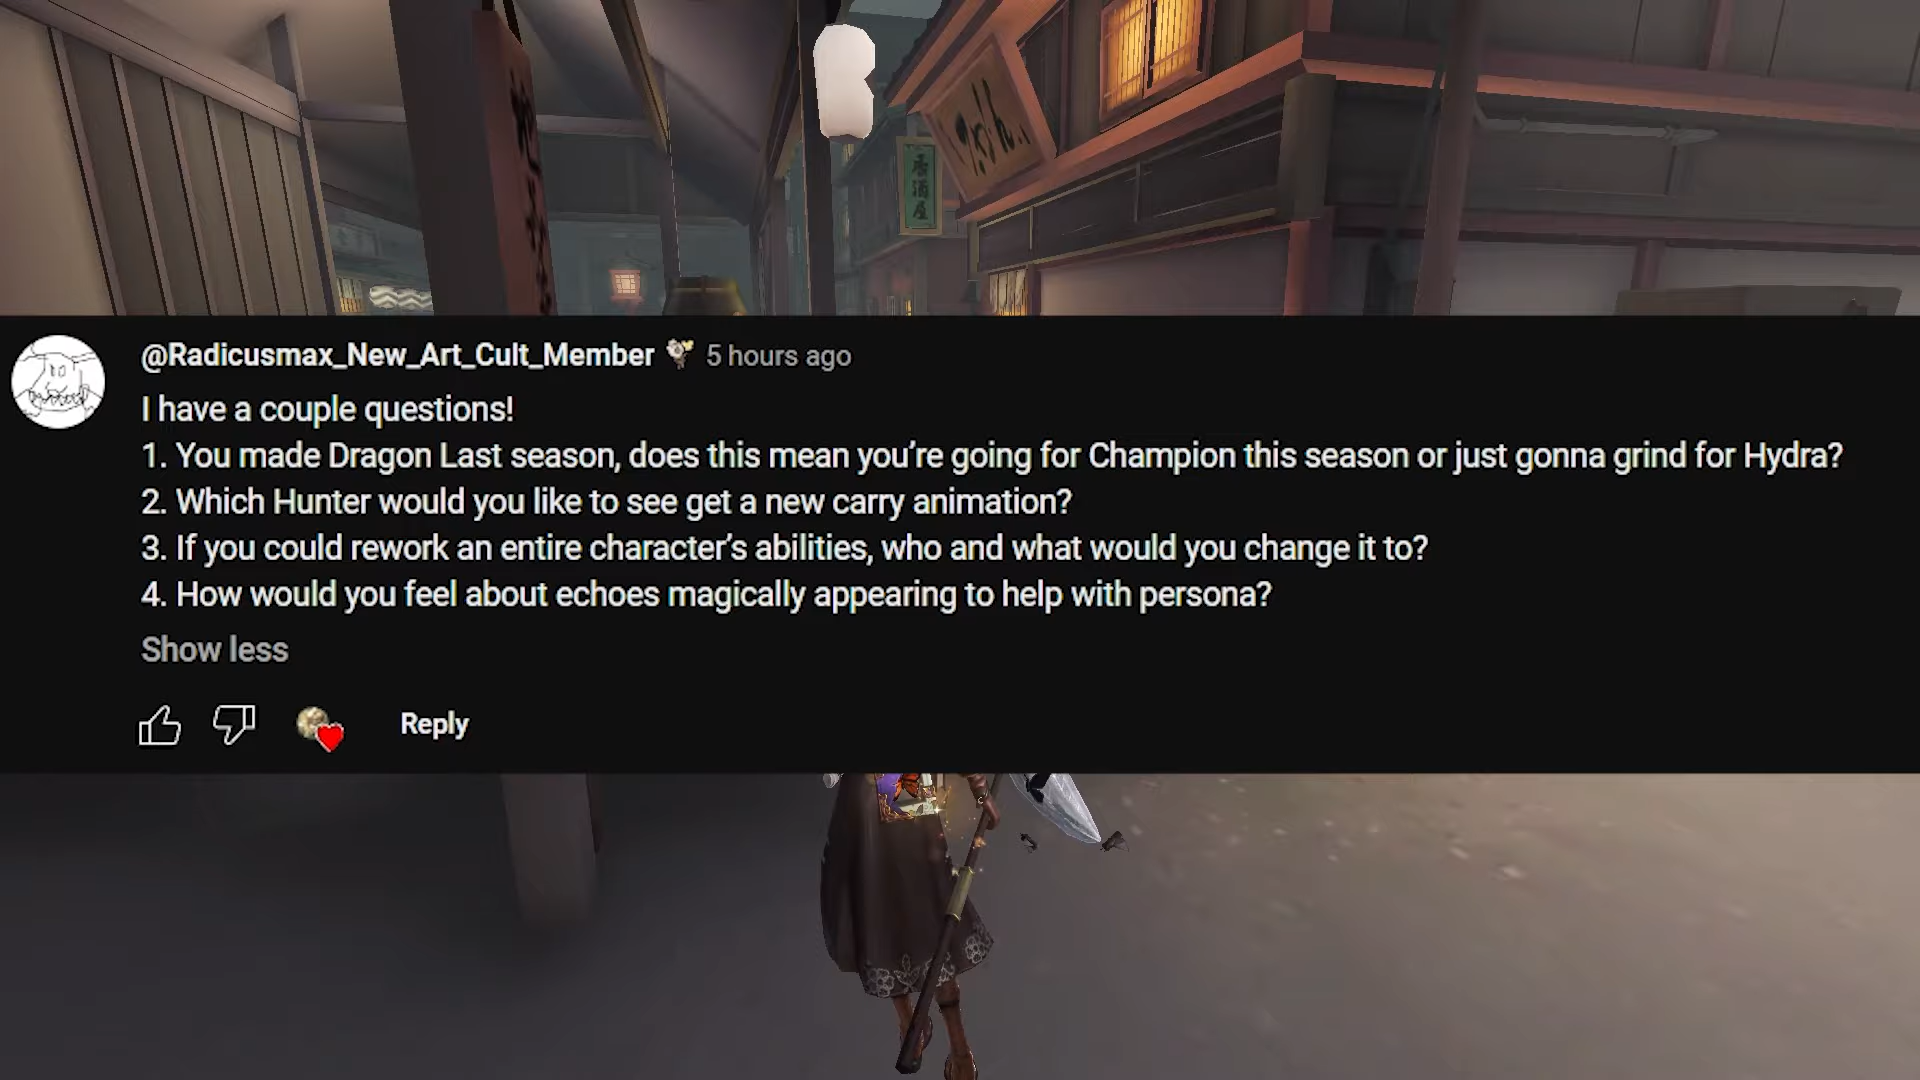 居酒屋
@Radicusmax_New_Art_Cult_Member 5 hours ago
I have a couple questions!
1. You made Dragon Last season, does this mean you’re going for Champion this season or just gonna grind for Hydra?
2. Which Hunter would you like to see get a new carry animation?
3. If you could rework an entire character’s abilities, who and what would you change it to?
4. How would you feel about echoes magically appearing to help with persona?
Show less
Reply